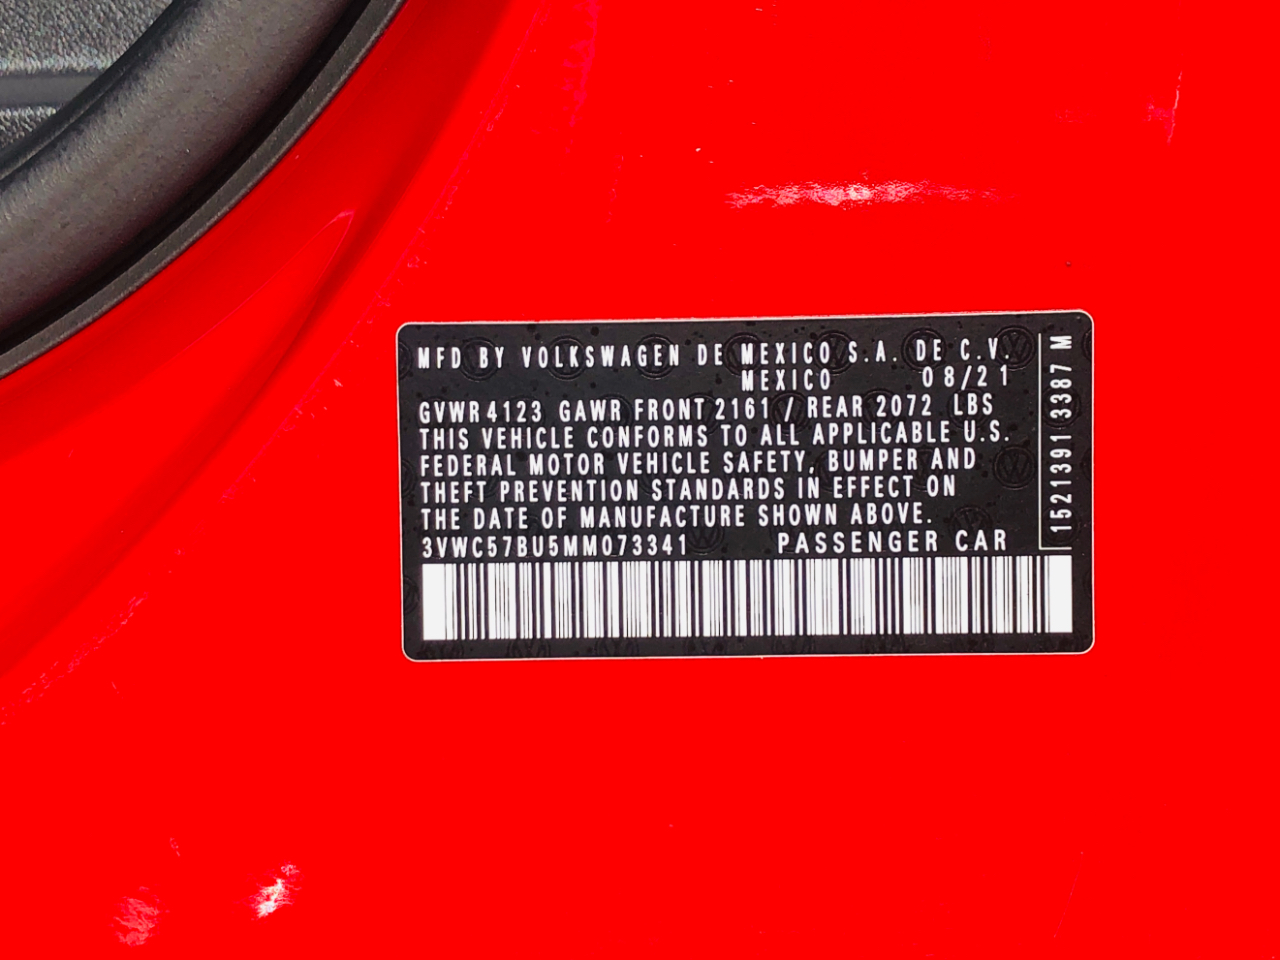 MFD BY VOLKSWAGEN DE MEXICO S.A. DE C.V.
MEXICO 08/21
GVWR 4123 GAWR FRONT 2161 / REAR 2072 LBS
THIS VEHICLE CONFORMS TO ALL APPLICABLE U.S.
FEDERAL MOTOR VEHICLE SAFETY, BUMPER AND
THEFT PREVENTION STANDARDS IN EFFECT ON
THE DATE OF MANUFACTURE SHOWN ABOVE.
3VWC57BU5MM073341 PASSENGER CAR
1521391 3387 M